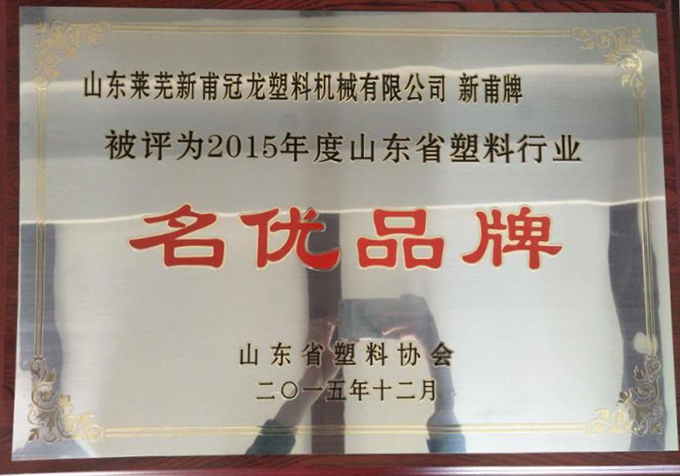 山东莱芜新甫冠龙塑料机械有限公司 新甫牌
被评为2015年度山东省塑料行业
名优品牌
山东省塑料协会
二〇一五年十二月